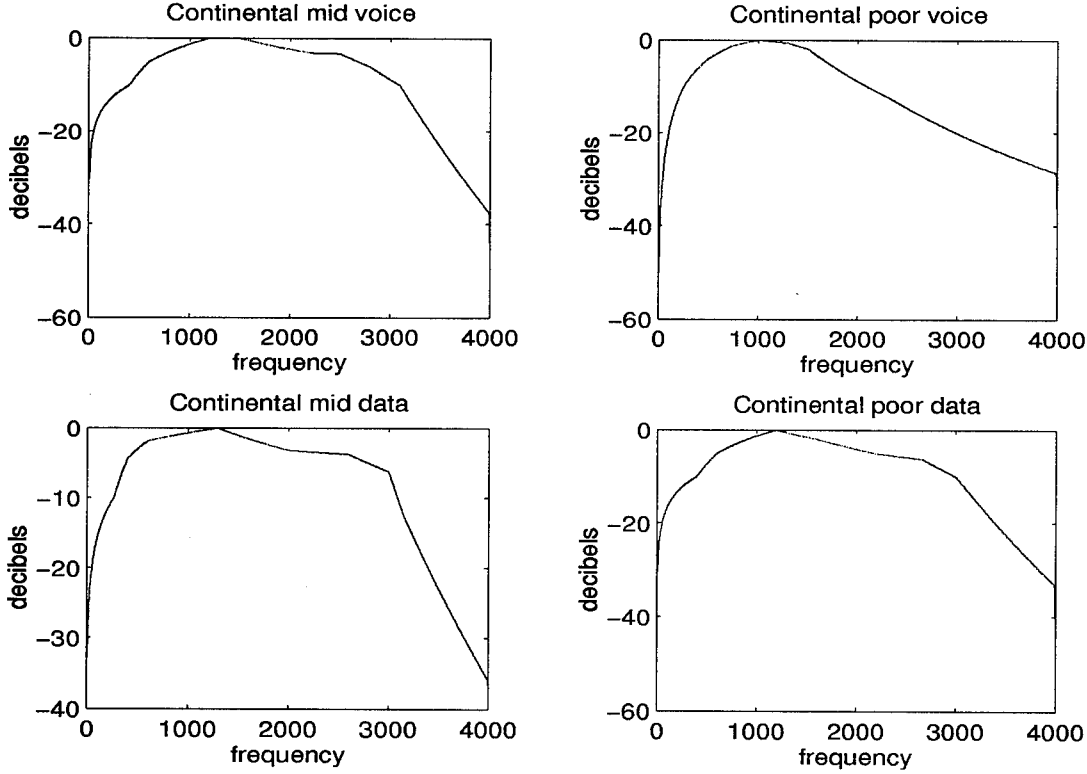 Continental mid voice
0
−20
−40
−60
decibels
0 1000 2000 3000 4000
frequency
Continental poor voice
0
−20
−40
−60
decibels
0 1000 2000 3000 4000
frequency
Continental mid data
0
−10
−20
−30
−40
decibels
0 1000 2000 3000 4000
frequency
Continental poor data
0
−20
−40
−60
decibels
0 1000 2000 3000 4000
frequency